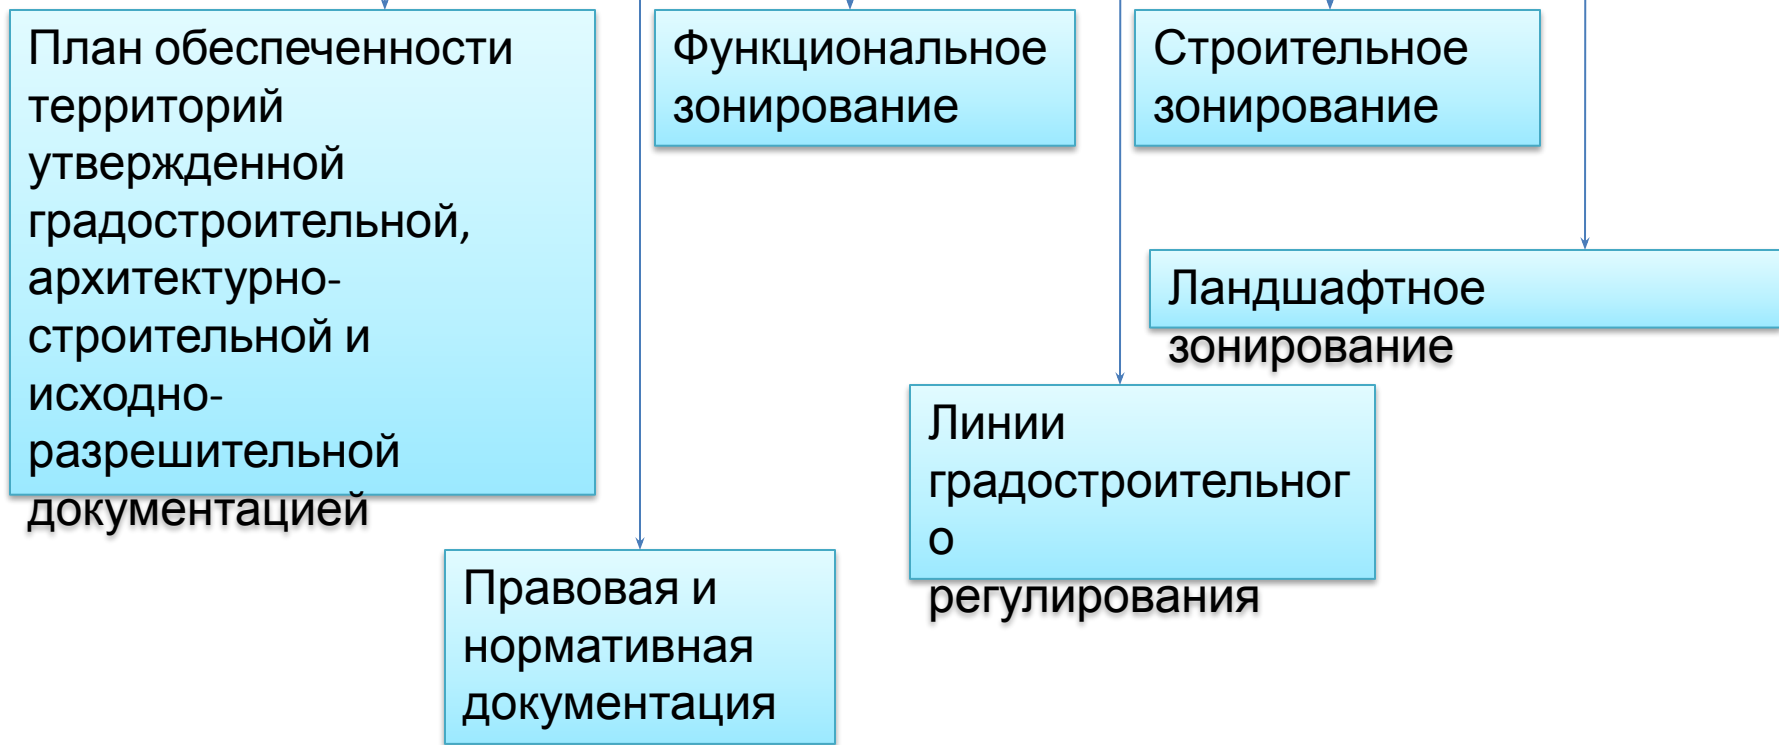 План обеспеченности
территорий
утвержденной
градостроительной,
архитектурно-
строительной и
исходно-
разрешительной
документацией
Функциональное
зонирование
Строительное
зонирование
Ландшафтное
зонирование
Линии
градостроительног
о
регулирования
Правовая и
нормативная
документация